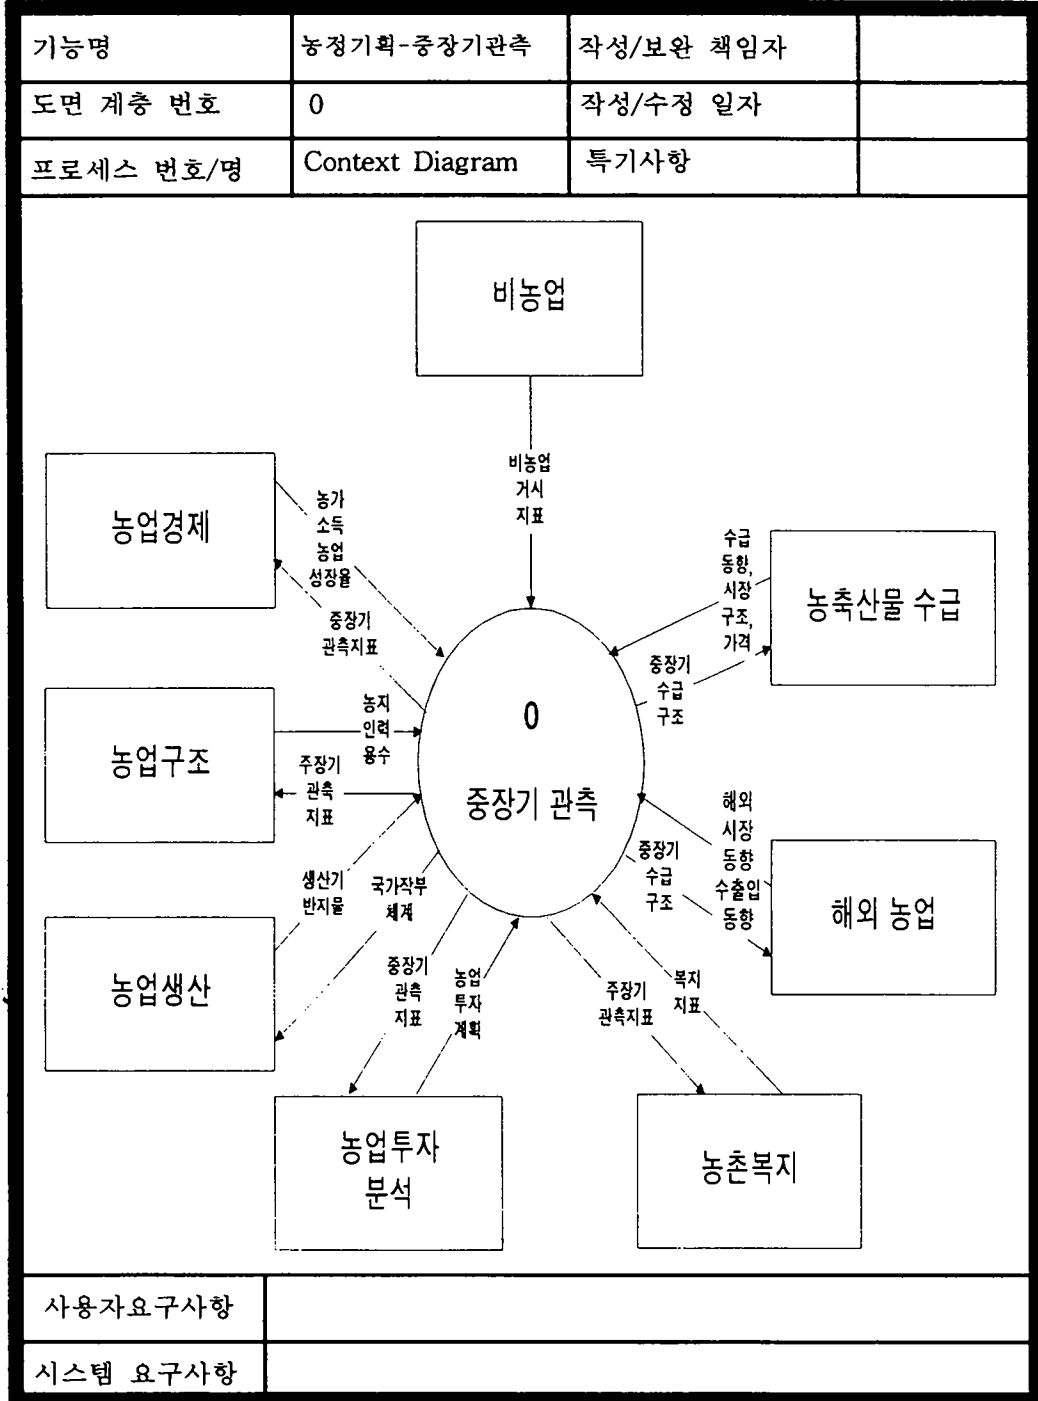 기능명
농정기획-중장기관측
작성/보완 책임자
도면 계층 번호
0
작성/수정 일자
프로세스 번호/명
Context Diagram
특기사항
비농업
비농업
거시
지표
농업경제
농가
소득
농업
성장율
중장기
관측지표
수급
동향,
시장
구조,
가격
농축산물 수급
중장기
수급
구조
농업구조
농지
인력
용수
주장기
관측
지표
0
중장기 관측
해외
시장
동향
수출입
동향
중장기
수급
구조
해외 농업
농업생산
생산기
반지물
국가작부
체계
중장기
관측
지표
농업
투자
계획
주장기
관측지표
복지
지표
농업투자
분석
농촌복지
사용자요구사항
시스템 요구사항